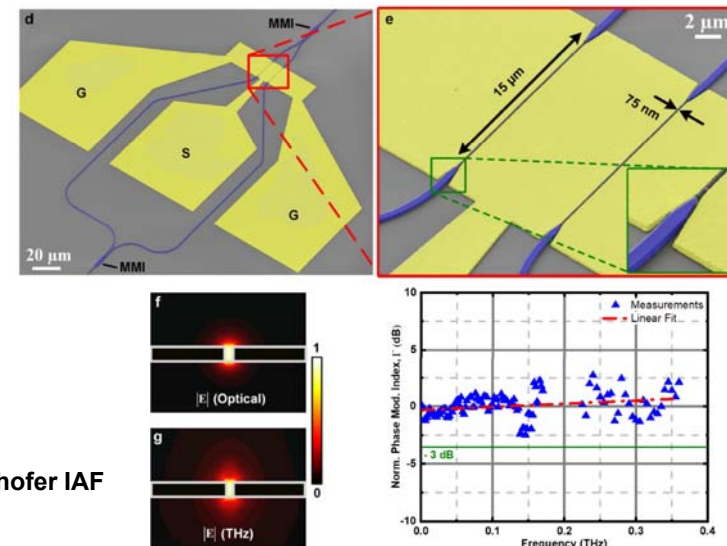 d
MMI
G
S
G
MMI
20 µm
e
2 µm
15 µm
75 nm
f
|E| (Optical)
g
|E| (THz)
1
0
hofer IAF
Measurements
Linear Fit
10
5
0
-5
-10
- 3 dB
Norm. Phase Mod. Index, Γ (dB)
0.0 0.1 0.2 0.3 0.4
Frequency (THz)